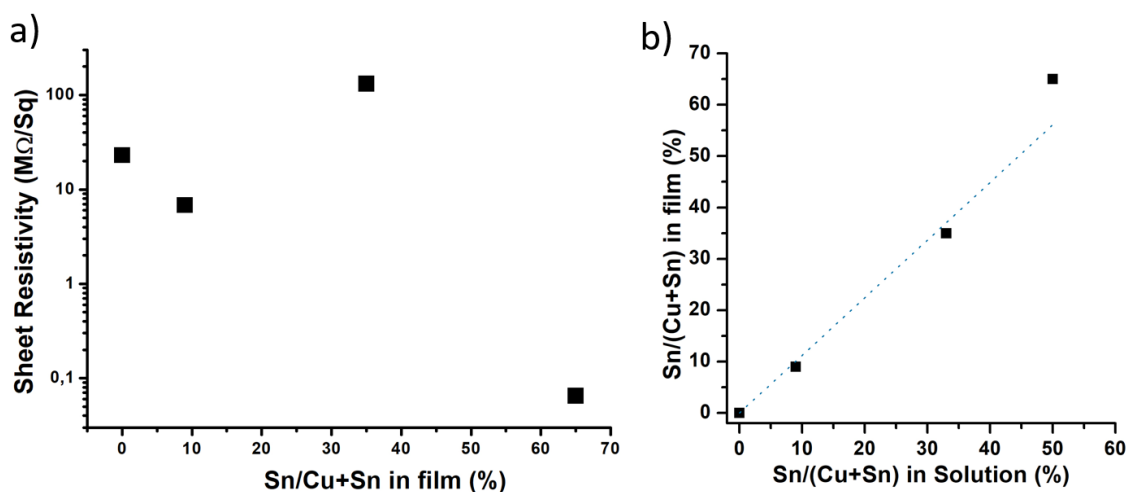 a)
Sheet Resistivity (MΩ/Sq)
100
10
1
0,1
0 10 20 30 40 50 60 70
Sn/Cu+Sn in film (%)
b)
Sn/(Cu+Sn) in film (%)
70
60
50
40
30
20
10
0
0 10 20 30 40 50 60
Sn/(Cu+Sn) in Solution (%)